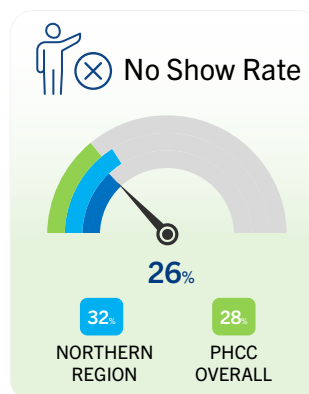 No Show Rate
26%
32%
28%
NORTHERN
REGION
PHCC
OVERALL